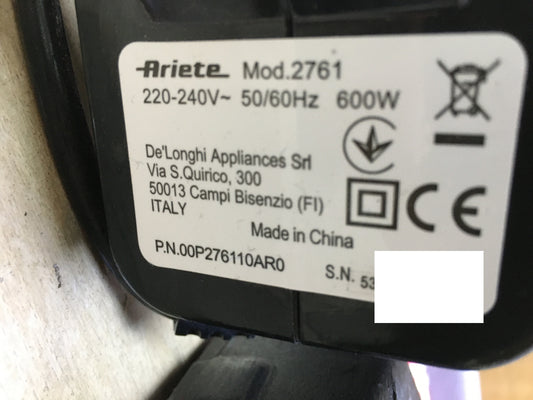 Ariete Mod.2761
220-240V~ 50/60Hz 600W
De'Longhi Appliances Srl
Via S.Quirico, 300
50013 Campi Bisenzio (FI)
ITALY
Made in China
P.N.00P276110AR0
S.N. 53